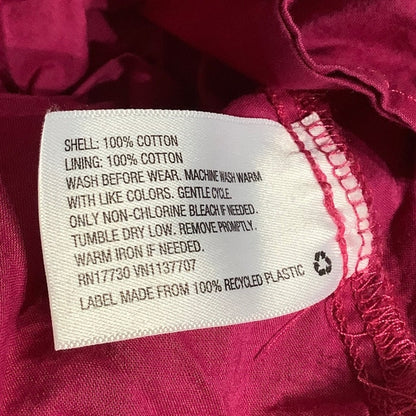 SHELL: 100% COTTON
LINING: 100% COTTON
WASH BEFORE WEAR. MACHINE WASH WARM
WITH LIKE COLORS. GENTLE CYCLE.
ONLY NON-CHLORINE BLEACH IF NEEDED.
TUMBLE DRY LOW. REMOVE PROMPTLY.
WARM IRON IF NEEDED.
RN17730 VN1137707
LABEL MADE FROM 100% RECYCLED PLASTIC